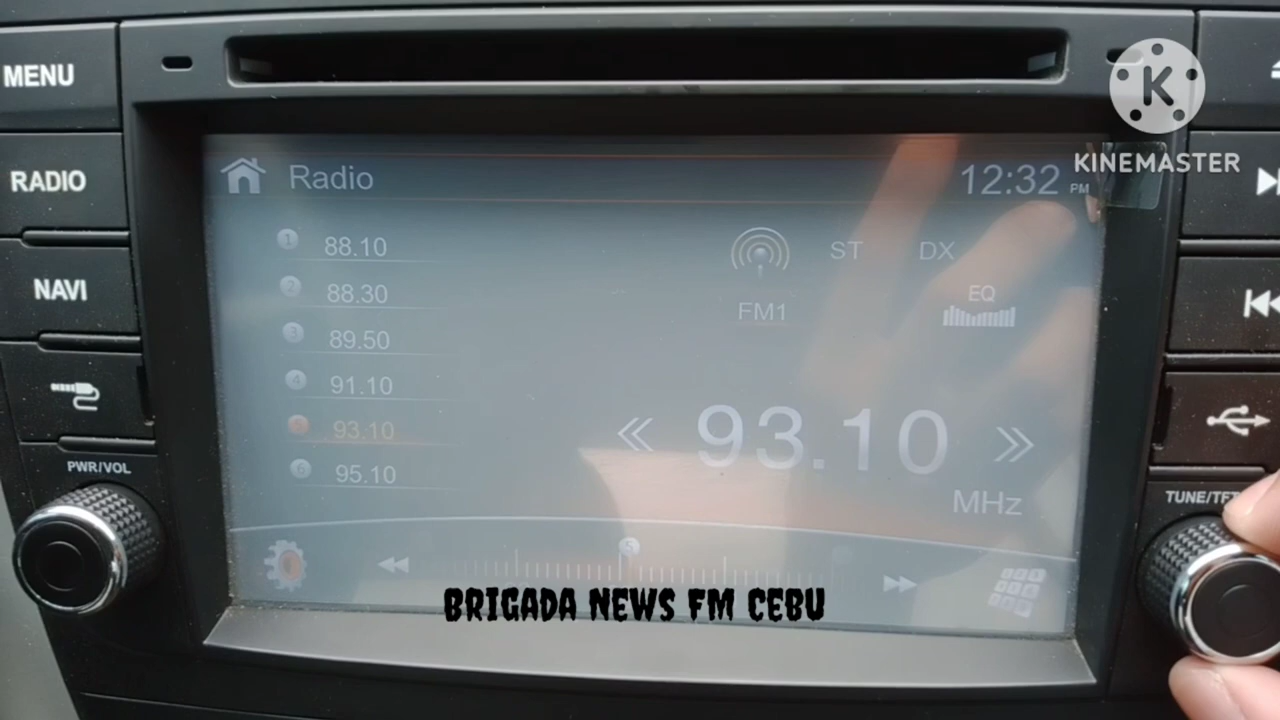 MENU
RADIO
NAVI
PWR/VOL
Radio
12:32 PM
1 88.10
2 88.30
3 89.50
4 91.10
5 93.10
6 95.10
ST DX
FM1
EQ
93.10
MHz
5
TUNE/TFT
K
KINEMASTER
BRIGADA NEWS FM CEBU